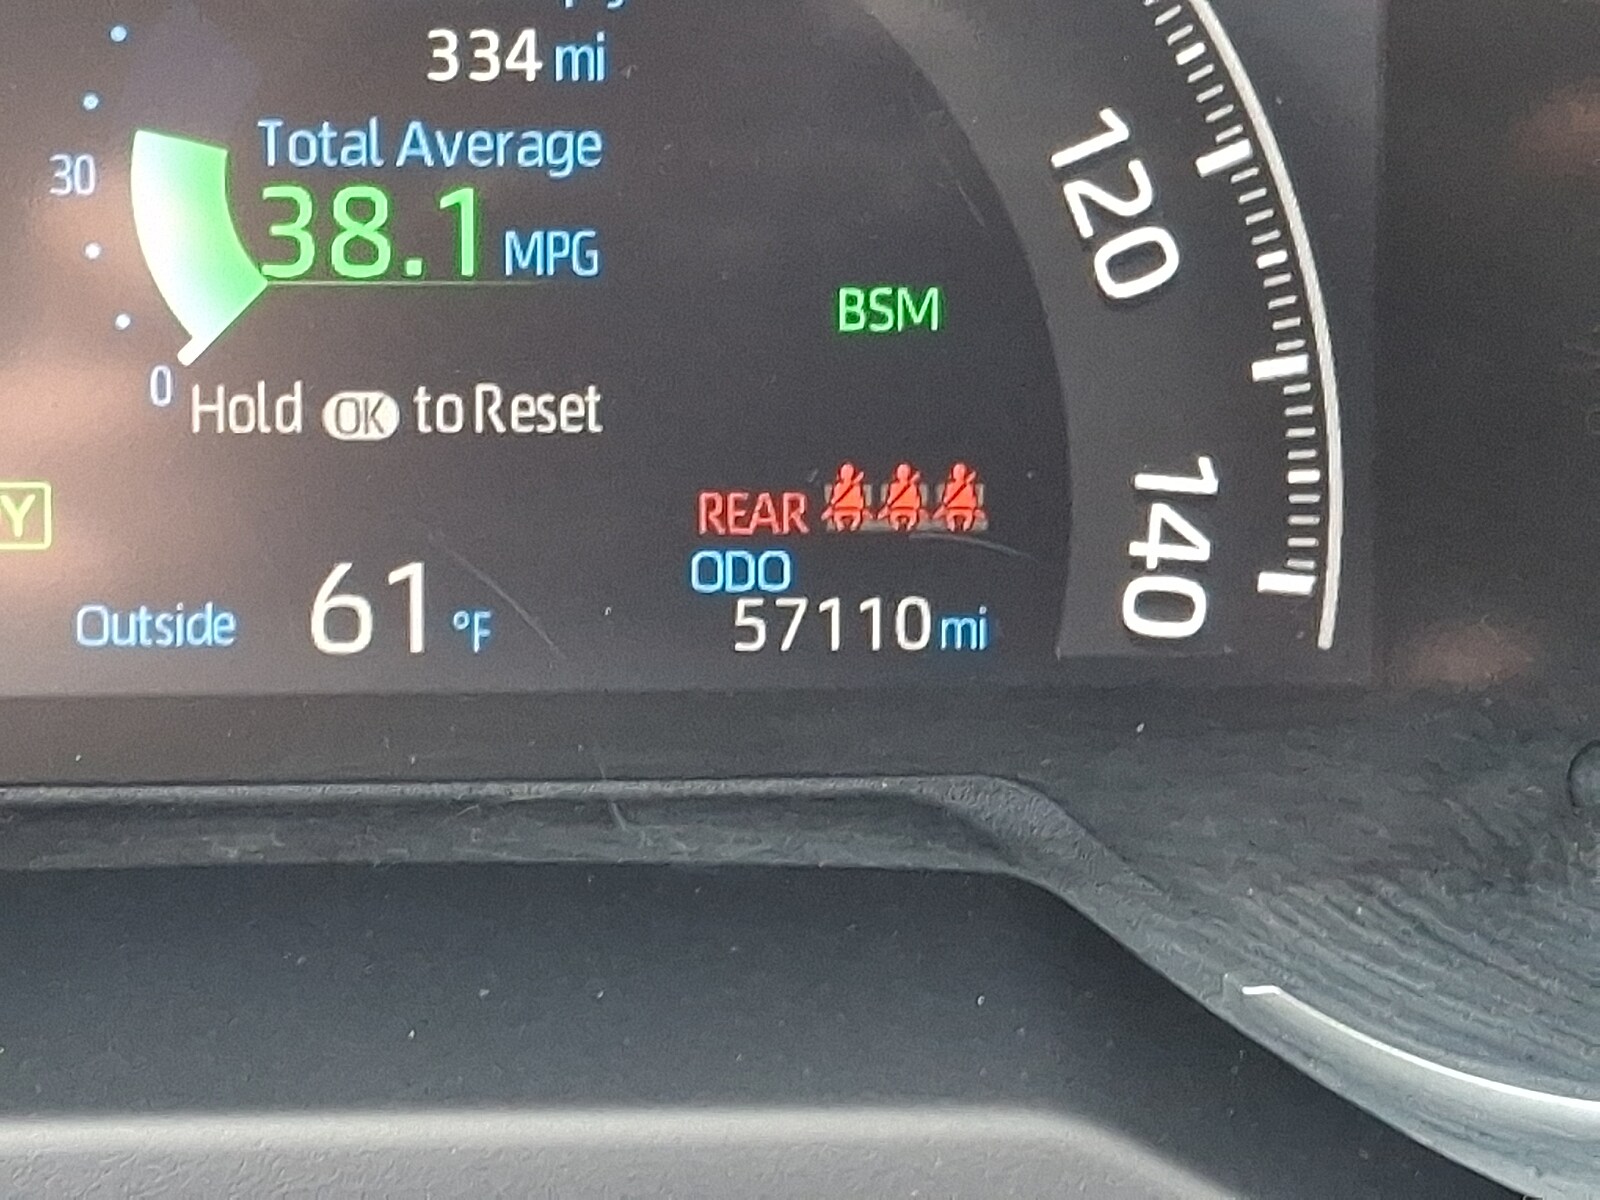 334 mi
Total Average
30
38.1 MPG
BSM
0
Hold OK to Reset
REAR
ODO
57110 mi
Outside 61 °F
120
140